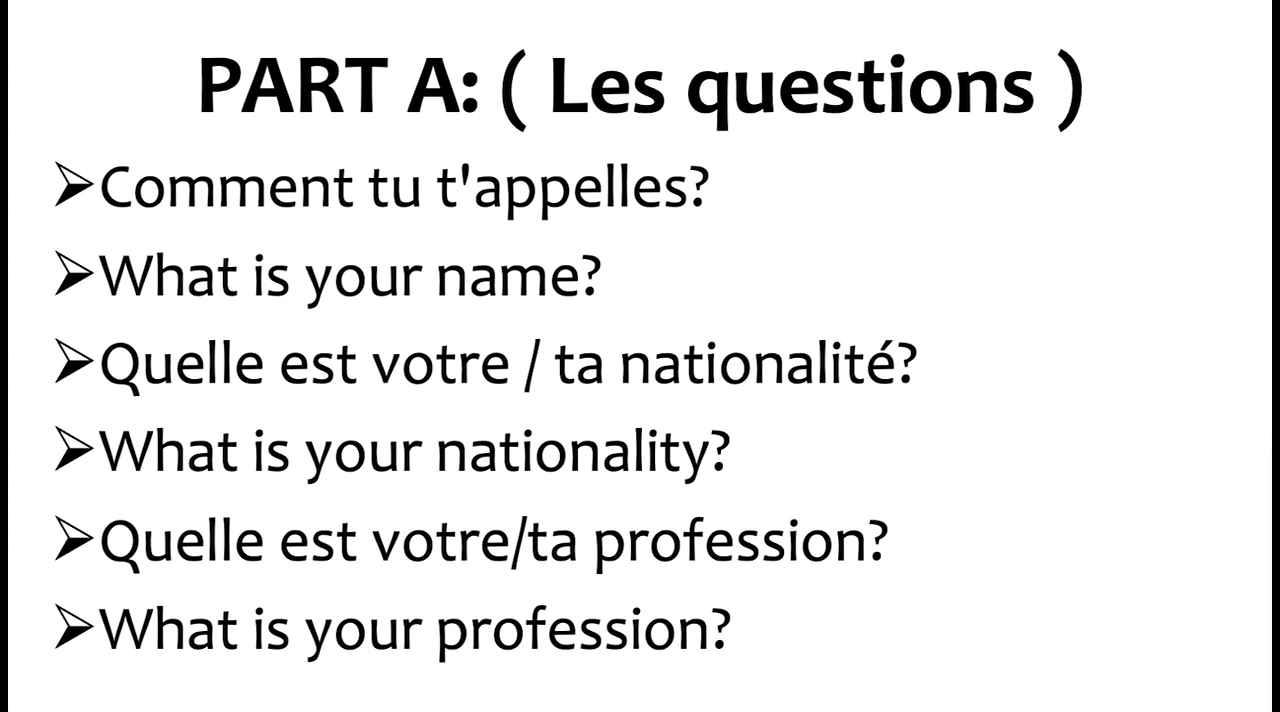 PART A: ( Les questions )
➢Comment tu t'appelles?
➢What is your name?
➢Quelle est votre / ta nationalité?
➢What is your nationality?
➢Quelle est votre/ta profession?
➢What is your profession?